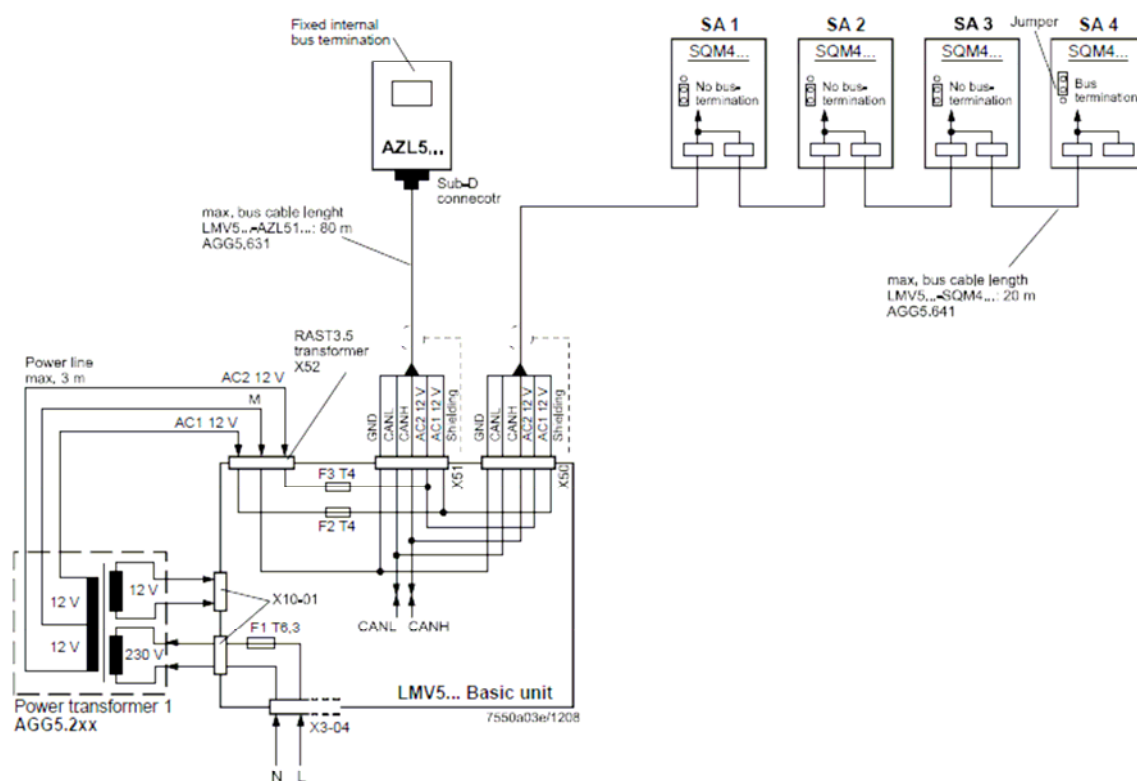 Fixed internal
bus termination
AZL5...
Sub-D
connecotr
max, bus cable lenght
LMV5...-AZL51...: 80 m
AGG5.631
SA 1
SQM4...
No bus-
termination
SA 2
SQM4...
No bus-
termination
SA 3
SQM4...
No bus-
termination
Jumper
SA 4
SQM4...
Bus
termination
max, bus cable length
LMV5...-SQM4...: 20 m
AGG5.641
RAST3.5
transformer
X52
Power line
max, 3 m
AC2 12 V
M
AC1 12 V
GND
CANL
CANH
AC2 12 V
AC1 12 V
Shielding
GND
CANL
CANH
AC2 12 V
AC1 12 V
Shielding
X51
X50
F3 T4
F2 T4
12 V
12 V
12 V
230 V
X10-01
F1 T6,3
CANL
CANH
Power transformer 1
AGG5.2xx
LMV5... Basic unit
7550a03e/1208
X3-04
N
L